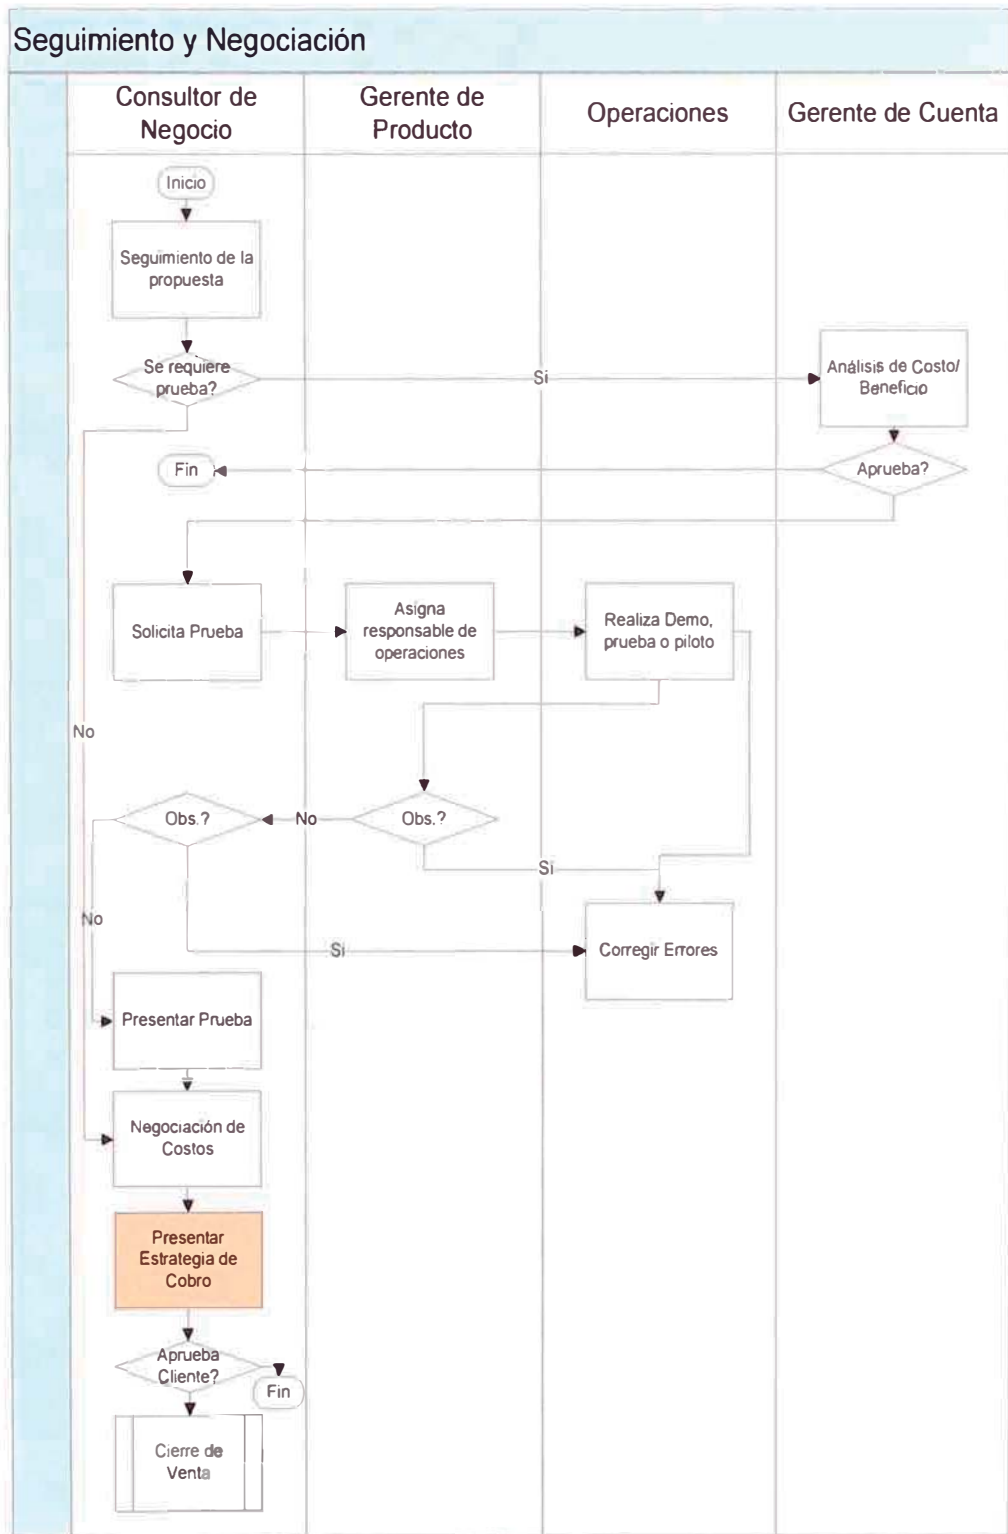 Seguimiento y Negociación
Consultor de
Negocio
Gerente de
Producto
Operaciones
Gerente de Cuenta
Inicio
Seguimiento de la
propuesta
Se requiere
prueba?
Si
Análisis de Costo/
Beneficio
Fin
Aprueba?
Solicita Prueba
Asigna
responsable de
operaciones
Realiza Demo,
prueba o piloto
No
Obs.?
No
Obs.?
Si
No
Si
Corregir Errores
Presentar Prueba
Negociación de
Costos
Presentar
Estrategia de
Cobro
Aprueba
Cliente?
Fin
Cierre de
Venta